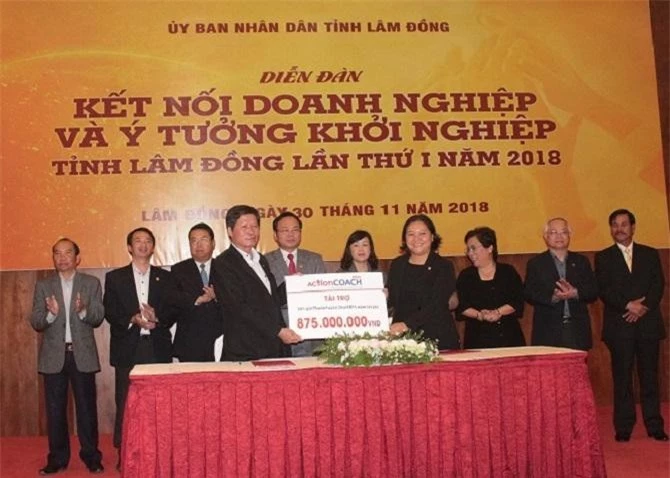 ỦY BAN NHÂN DÂN TỈNH LÂM ĐỒNG
DIỄN ĐÀN
KẾT NỐI DOANH NGHIỆP
VÀ Ý TƯỞNG KHỞI NGHIỆP
TỈNH LÂM ĐỒNG LẦN THỨ I NĂM 2018
LÂM ĐỒNG, NGÀY 30 THÁNG 11 NĂM 2018
ACTIONCOACH
TÀI TRỢ
875.000.000VND